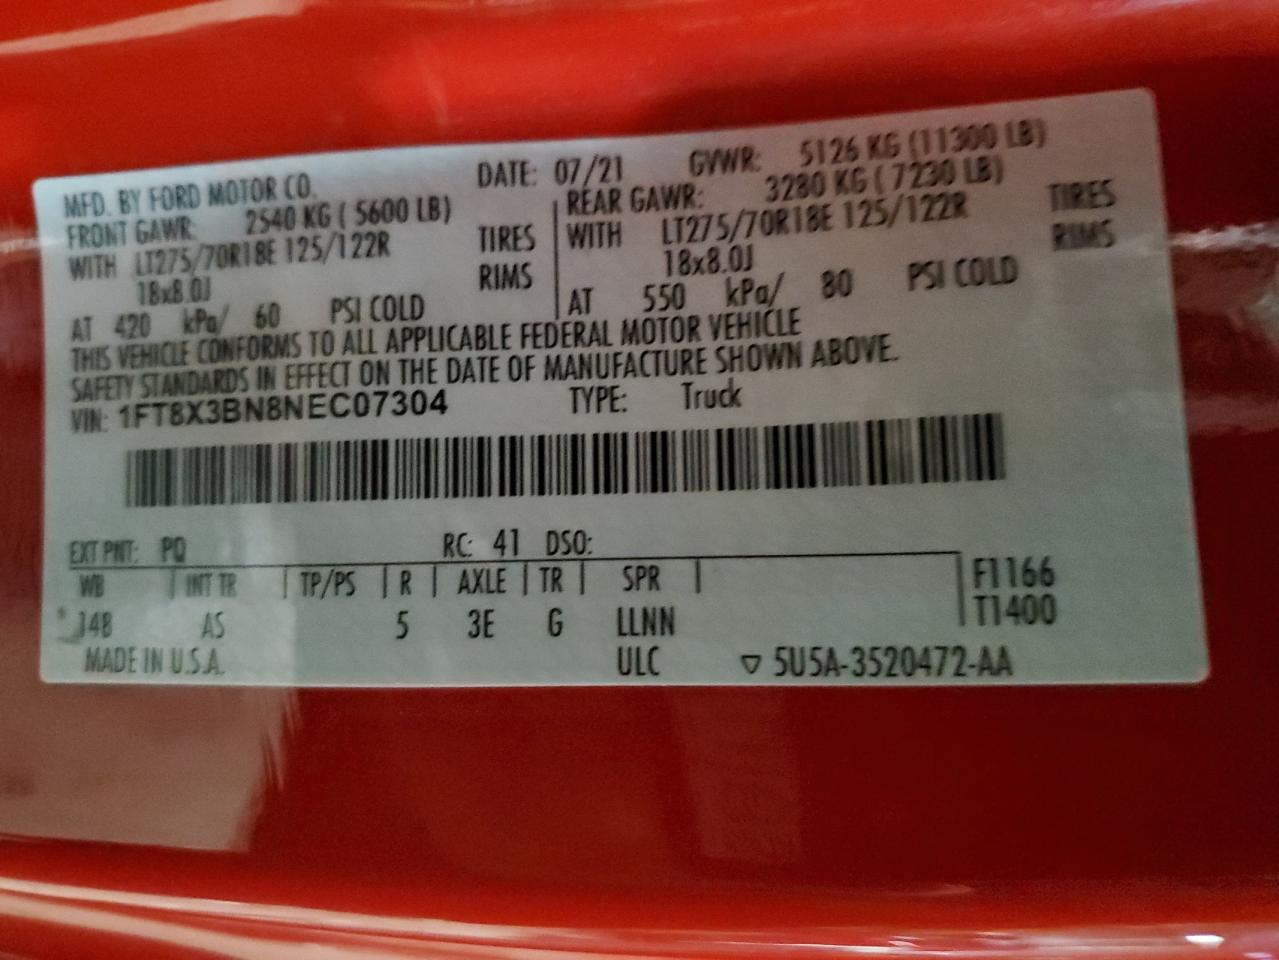 MFD. BY FORD MOTOR CO. DATE: 07/21 GVWR: 5126 KG (11300 LB)
FRONT GAWR: 2540 KG ( 5600 LB) REAR GAWR: 3280 KG ( 7230 LB)
WITH LT275/70R18E 125/122R TIRES WITH LT275/70R18E 125/122R TIRES
18x8.0J RIMS 18x8.0J RIMS
AT 420 kPa/ 60 PSI COLD AT 550 kPa/ 80 PSI COLD
THIS VEHICLE CONFORMS TO ALL APPLICABLE FEDERAL MOTOR VEHICLE
SAFETY STANDARDS IN EFFECT ON THE DATE OF MANUFACTURE SHOWN ABOVE.
VIN: 1FT8X3BN8NEC07304 TYPE: Truck
EXT PNT: PQ RC: 41 DSO:
WB INT TR TP/PS R AXLE TR SPR F1166
148 AS 5 3E G LLNN T1400
MADE IN U.S.A. ULC ▽ 5U5A-3520472-AA